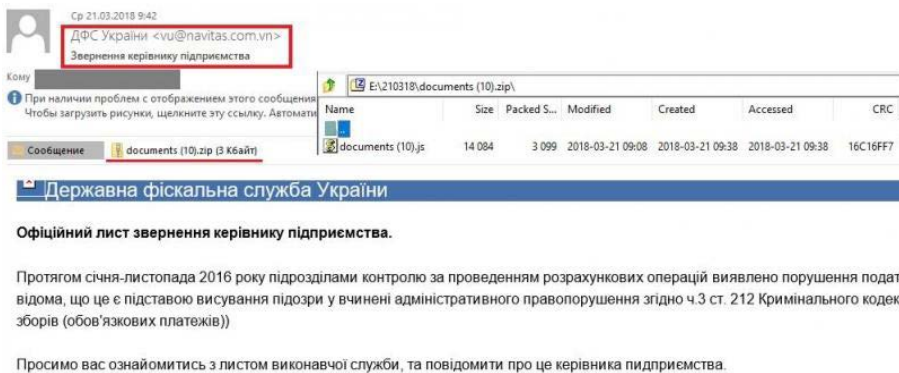 Ср 21.03.2018 9:42
ДФС України <vu@navitas.com.vn>
Звернення керівнику підприємства
Кому
При наличии проблем с отображением этого сообщения
Чтобы загрузить рисунки, щелкните эту ссылку. Автомати
Сообщение documents (10).zip (3 Кбайт)
E:\210318\documents (10).zip\
Name Size Packed S... Modified Created Accessed CRC
..
documents (10).js 14 084 3 099 2018-03-21 09:08 2018-03-21 09:38 2018-03-21 09:38 16C16FF7
Державна фіскальна служба України
Офіційний лист звернення керівнику підприємства.
Протягом січня-листопада 2016 року підрозділами контролю за проведенням розрахункових операцій виявлено порушення подат
відома, що це є підставою висування підозри у вчинені адміністративного правопорушення згідно ч.3 ст. 212 Кримінального кодек
зборів (обов'язкових платежів))
Просимо вас ознайомитись з листом виконавчої служби, та повідомити про це керівника пидприємства.